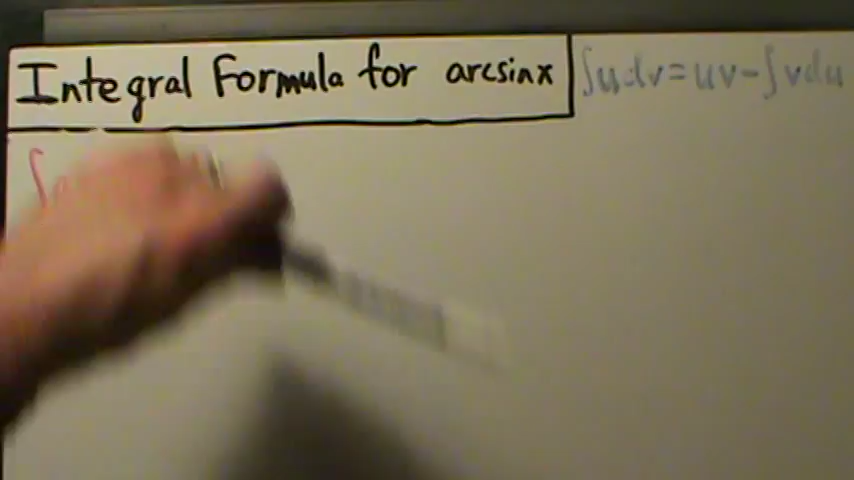 Integral Formula for arcsinx
∫udv=uv-∫vdu
∫